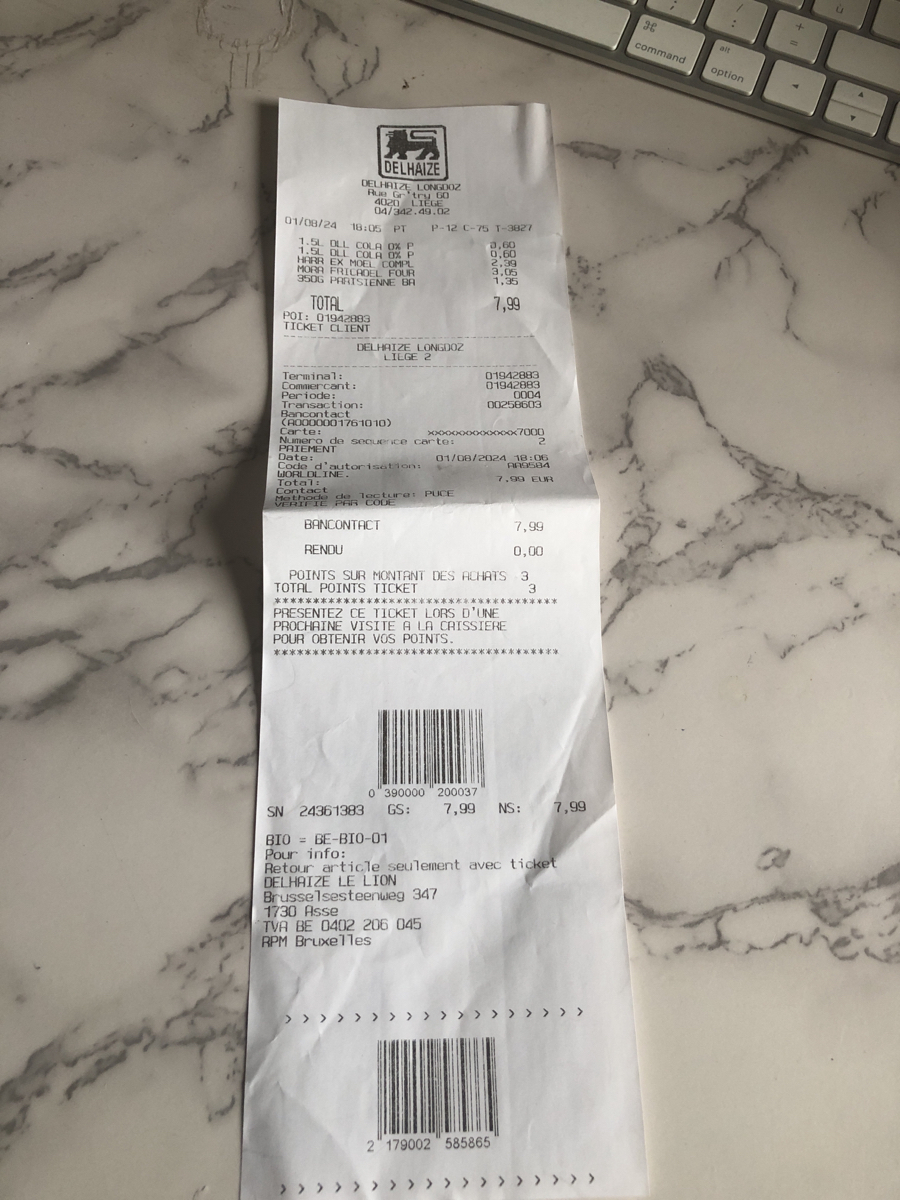 DELHAIZE
DELHAIZE LONGDOZ
Rue Gr'try 60
4020 LIEGE
04/342.49.02
01/08/24 18:05 PT P-12 C-75 T-3827
1.5L DLL COLA 0% P 0,60
1.5L DLL COLA 0% P 0,60
HARR EX MOEL COMPL 2,39
MORA FRICADEL FOUR 3,05
350G PARISIENNE BA 1,35
TOTAL 7,99
POI: 01942883
TICKET CLIENT
DELHAIZE LONGDOZ
LIEGE 2
Terminal: 01942883
Commercant: 01942883
Periode: 0004
Transaction: 00258603
Bancontact
(A0000001761010)
Carte: xxxxxxxxxxxxx7000
Numero de sequence carte: 2
PAIEMENT
Date: 01/08/2024 18:06
Code d'autorisation: AA9584
WORLDLINE.
Total: 7,99 EUR
Contact
Methode de lecture: PUCE
VERIFIE PAR CODE
BANCONTACT 7,99
RENDU 0,00
POINTS SUR MONTANT DES ACHATS 3
TOTAL POINTS TICKET 3
************************************
PRESENTEZ CE TICKET LORS D'UNE
PROCHAINE VISITE A LA CAISSIERE
POUR OBTENIR VOS POINTS.
************************************
0 390000 200037
SN 24361383 GS: 7,99 NS: 7,99
BIO = BE-BIO-01
Pour info:
Retour article seulement avec ticket
DELHAIZE LE LION
Brusselsesteenweg 347
1730 Asse
TVA BE 0402 206 045
RPM Bruxelles
> > > > > > > > > > > > > > > > > > > > >
2 179002 585865
> > > > > > > > > > > > > > > > > > > > >
command
alt
option